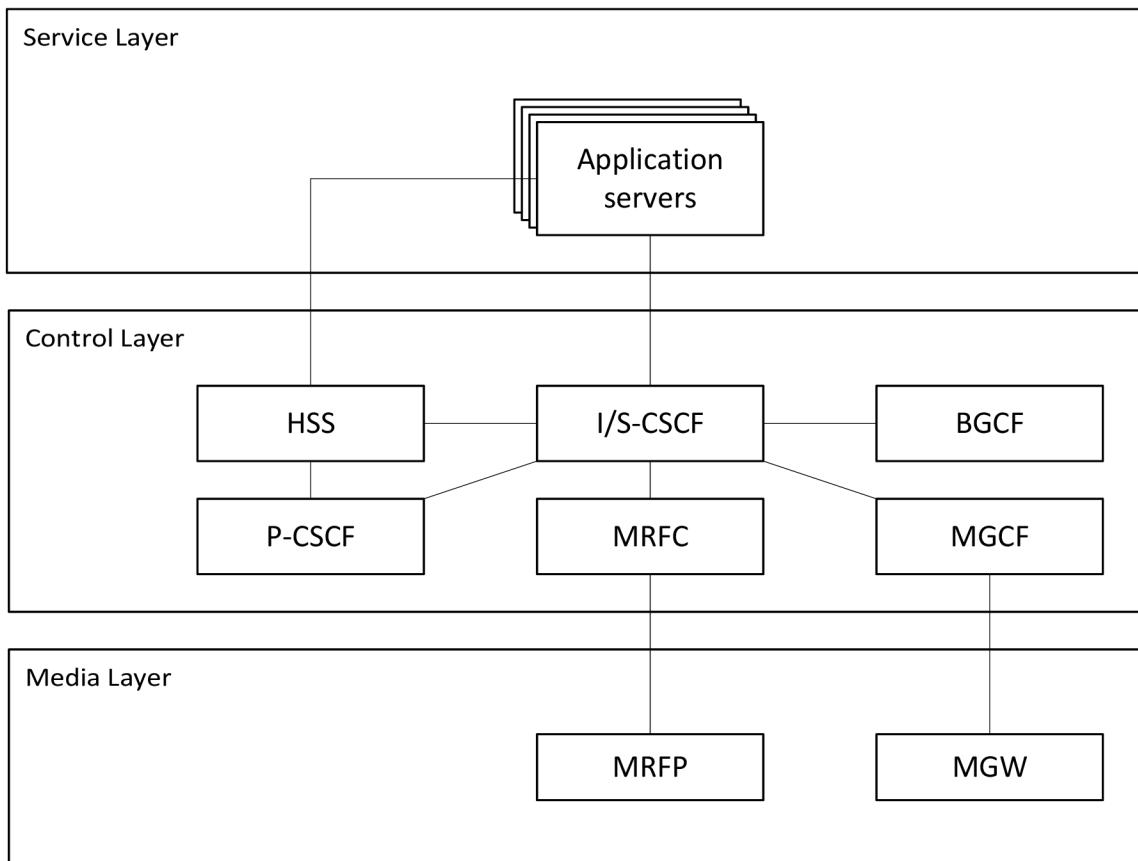 Service Layer
Application
servers
Control Layer
HSS
I/S-CSCF
BGCF
P-CSCF
MRFC
MGCF
Media Layer
MRFP
MGW